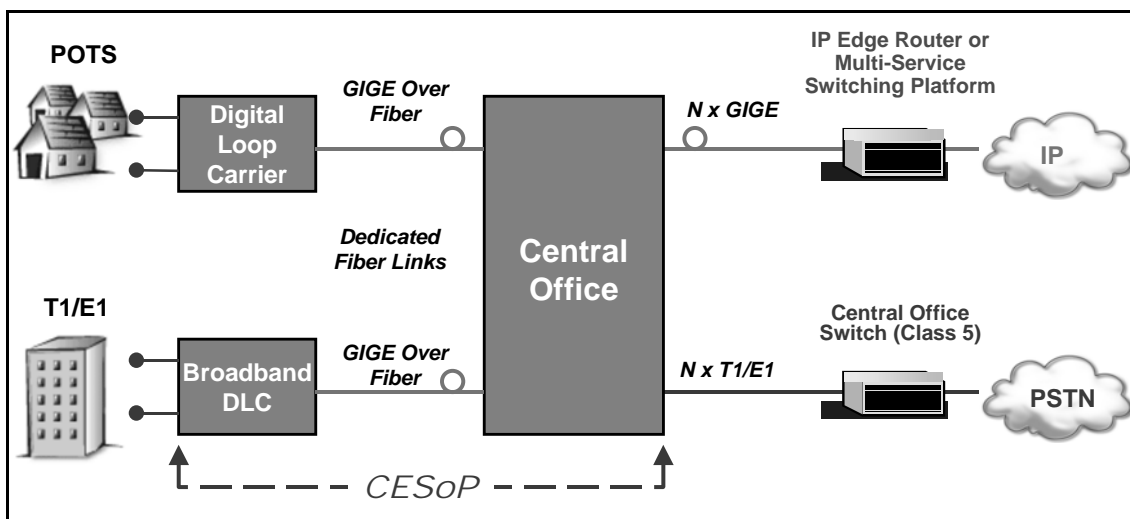 POTS
Digital
Loop
Carrier
GIGE Over
Fiber
Dedicated
Fiber Links
T1/E1
Broadband
DLC
GIGE Over
Fiber
Central
Office
N x GIGE
IP Edge Router or
Multi-Service
Switching Platform
IP
N x T1/E1
Central Office
Switch (Class 5)
PSTN
CESoP